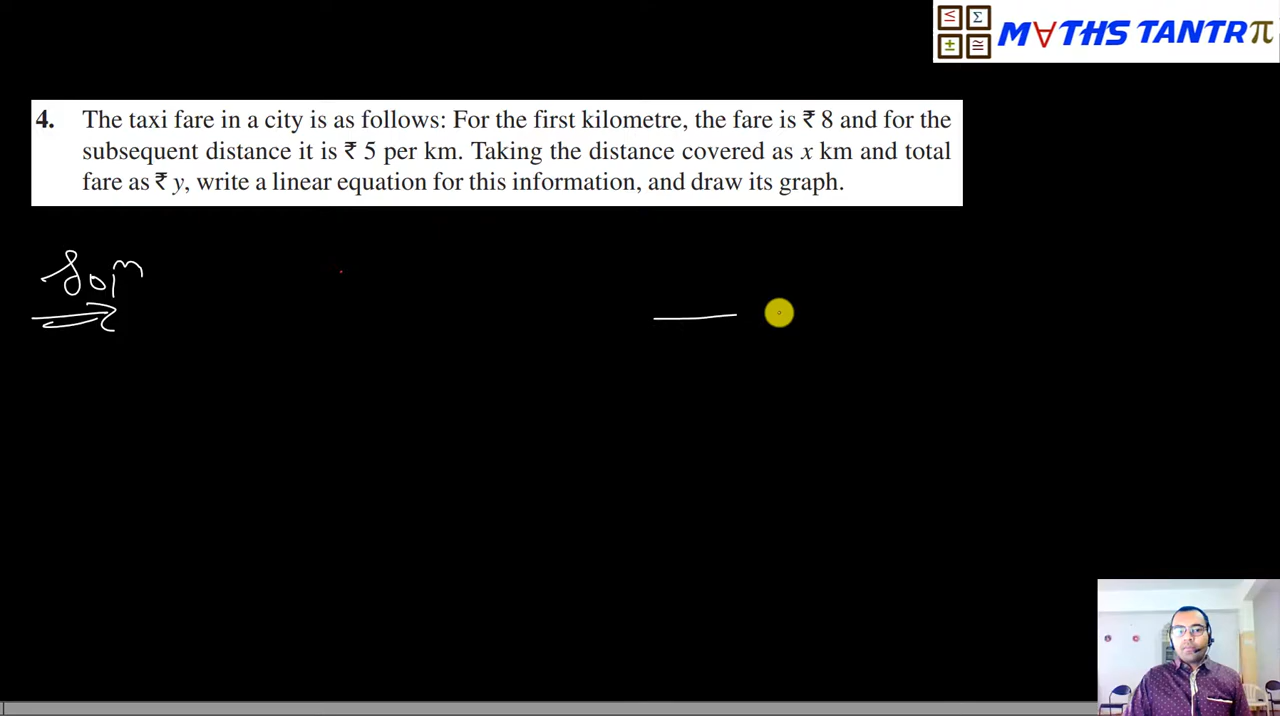 M∀THS TANTRπ
≤ Σ
± ≅
4. The taxi fare in a city is as follows: For the first kilometre, the fare is ₹ 8 and for the
subsequent distance it is ₹ 5 per km. Taking the distance covered as x km and total
fare as ₹ y, write a linear equation for this information, and draw its graph.
Solⁿ